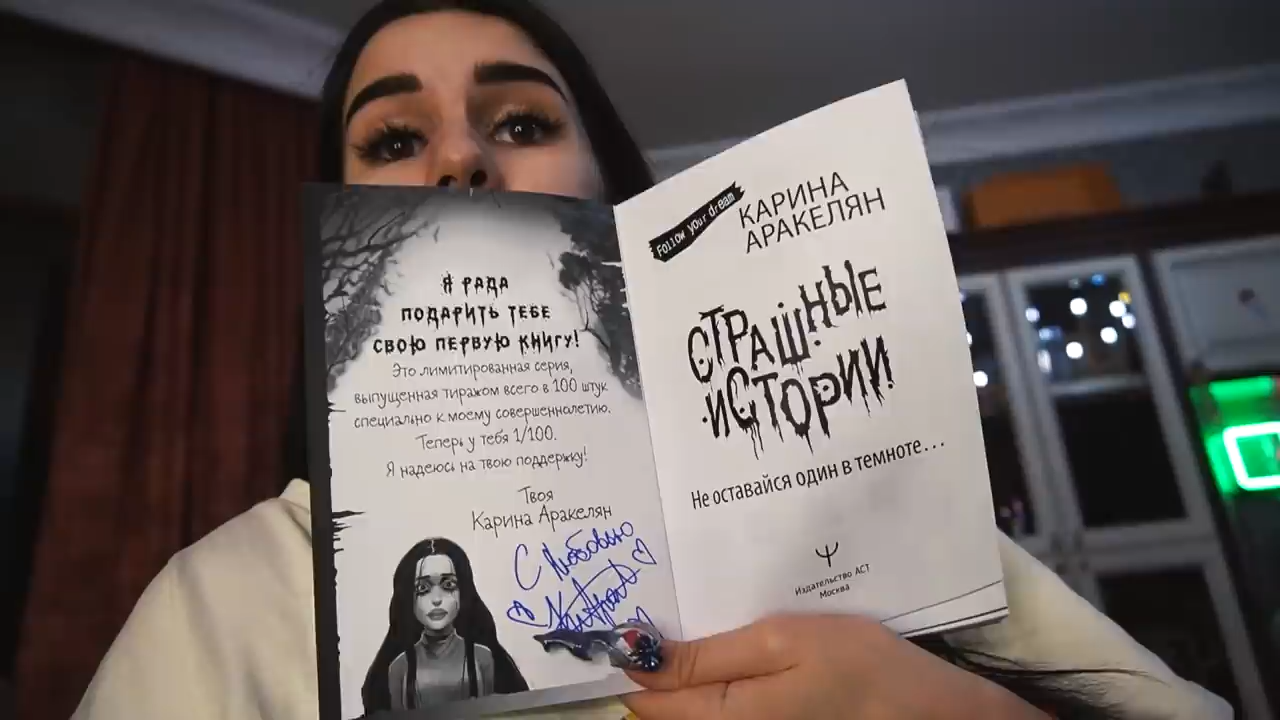 Я РАДА
ПОДАРИТЬ ТЕБЕ
СВОЮ ПЕРВУЮ КНИГУ!
Это лимитированная серия,
выпущенная тиражом всего в 100 штук
специально к моему совершеннолетию.
Теперь у тебя 1/100.
Я надеюсь на твою поддержку!
Твоя
Карина Аракелян
С Любовью
Follow your dream
КАРИНА
АРАКЕЛЯН
СТРАШНЫЕ
ИСТОРИИ
Не оставайся один в темноте...
Издательство АСТ
Москва